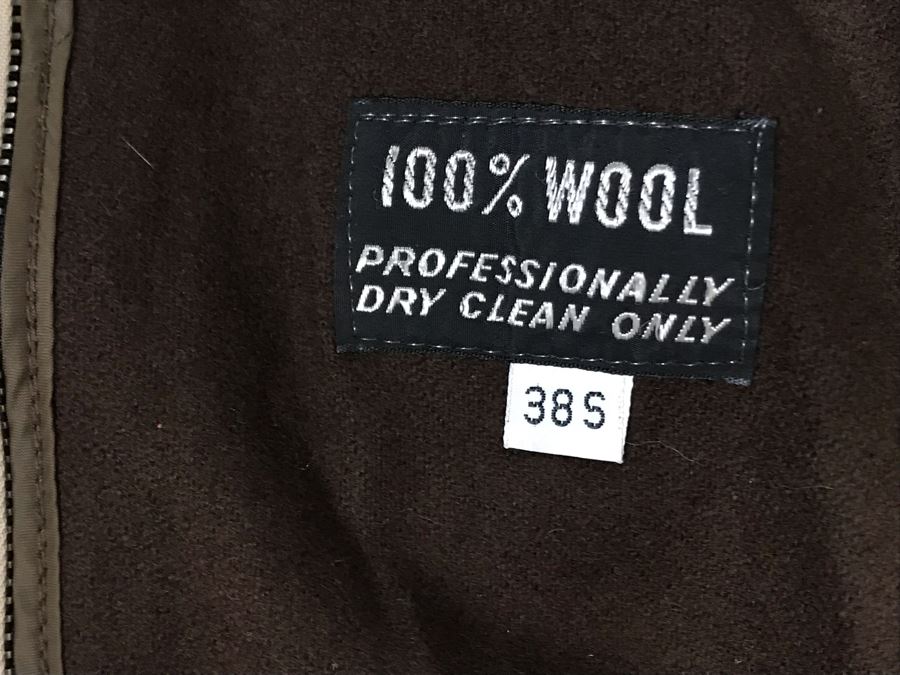 100% WOOL
PROFESSIONALLY
DRY CLEAN ONLY
38S